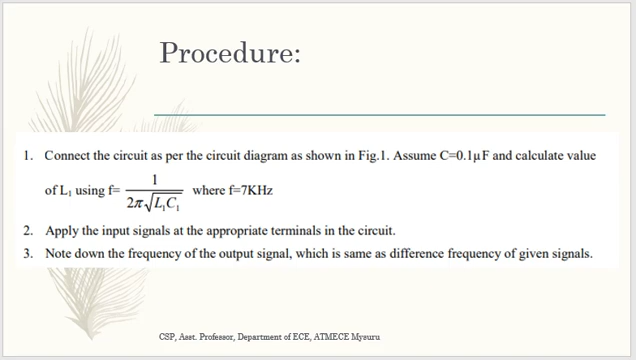 Procedure:
1. Connect the circuit as per the circuit diagram as shown in Fig.1. Assume C=0.1µF and calculate value
of L₁ using f= 1 / 2π√L₁C₁ where f=7KHz
2. Apply the input signals at the appropriate terminals in the circuit.
3. Note down the frequency of the output signal, which is same as difference frequency of given signals.
CSP, Asst. Professor, Department of ECE, ATMECE Mysuru